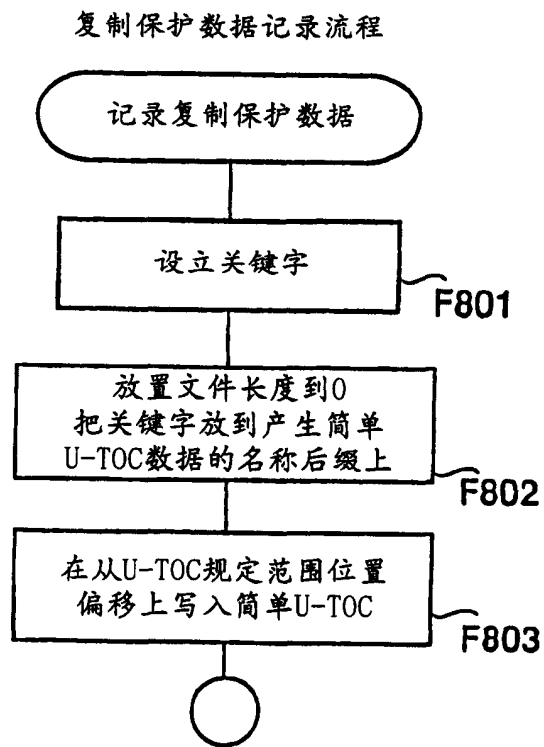 复制保护数据记录流程
记录复制保护数据
设立关键字
F801
放置文件长度到0
把关键字放到产生简单
U-TOC数据的名称后缀上
F802
在从U-TOC规定范围位置
偏移上写入简单U-TOC
F803